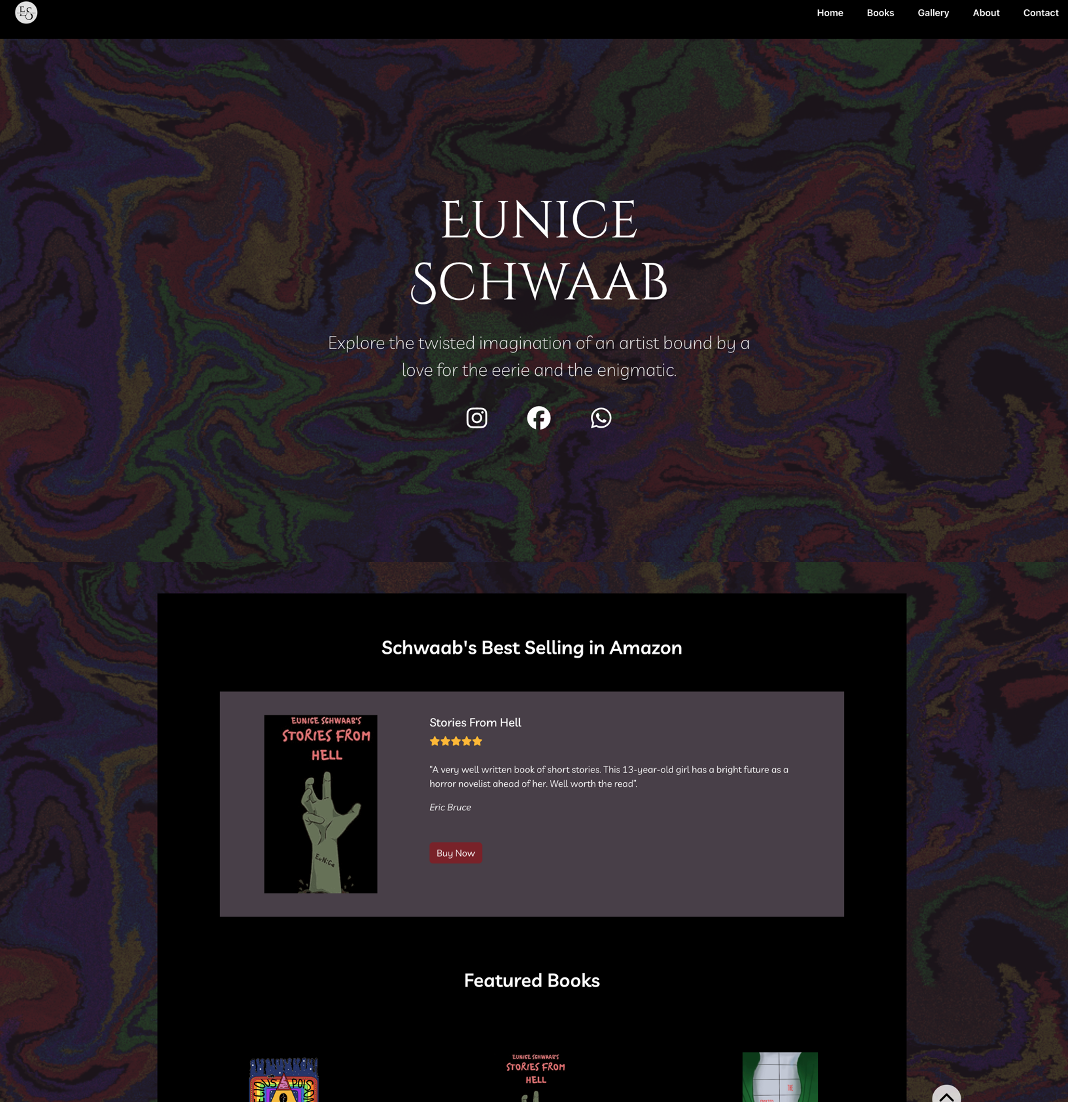 ES
Home Books Gallery About Contact
Eunice
Schwaab
Explore the twisted imagination of an artist bound by a
love for the eerie and the enigmatic.
Schwaab's Best Selling in Amazon
EUNICE SCHWAAB'S
STORIES FROM
HELL
EuNiCe
Stories From Hell
"A very well written book of short stories. This 13-year-old girl has a bright future as a
horror novelist ahead of her. Well worth the read".
Eric Bruce
Buy Now
Featured Books
EUNICE SCHWAAB'S
STORIES FROM
HELL